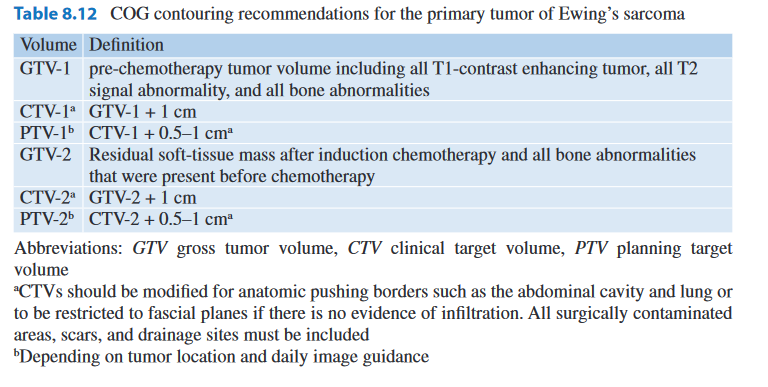 Table 8.12 COG contouring recommendations for the primary tumor of Ewing’s sarcoma
Volume Definition
GTV-1 pre-chemotherapy tumor volume including all T1-contrast enhancing tumor, all T2
signal abnormality, and all bone abnormalities
CTV-1ᵃ GTV-1 + 1 cm
PTV-1ᵇ CTV-1 + 0.5–1 cmᵃ
GTV-2 Residual soft-tissue mass after induction chemotherapy and all bone abnormalities
that were present before chemotherapy
CTV-2ᵃ GTV-2 + 1 cm
PTV-2ᵇ CTV-2 + 0.5–1 cmᵃ
Abbreviations: GTV gross tumor volume, CTV clinical target volume, PTV planning target
volume
ᵃCTVs should be modified for anatomic pushing borders such as the abdominal cavity and lung or
to be restricted to fascial planes if there is no evidence of infiltration. All surgically contaminated
areas, scars, and drainage sites must be included
ᵇDepending on tumor location and daily image guidance